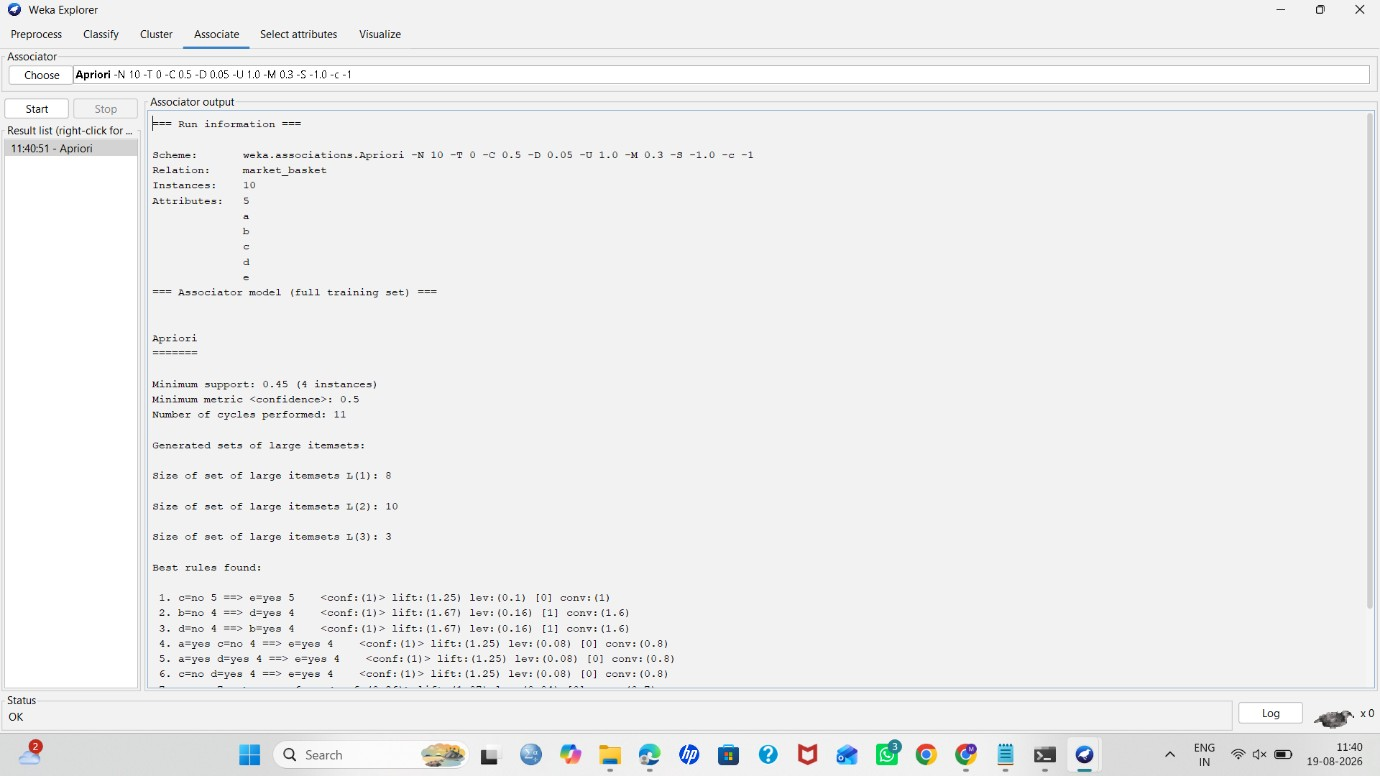 Weka Explorer
Preprocess Classify Cluster Associate Select attributes Visualize
Associator
Choose Apriori -N 10 -T 0 -C 0.5 -D 0.05 -U 1.0 -M 0.3 -S -1.0 -c -1
Start Stop
Result list (right-click for ...
11:40:51 - Apriori
Associator output
=== Run information ===
Scheme: weka.associations.Apriori -N 10 -T 0 -C 0.5 -D 0.05 -U 1.0 -M 0.3 -S -1.0 -c -1
Relation: market_basket
Instances: 10
Attributes: 5
a
b
c
d
e
=== Associator model (full training set) ===
Apriori
=======
Minimum support: 0.45 (4 instances)
Minimum metric <confidence>: 0.5
Number of cycles performed: 11
Generated sets of large itemsets:
Size of set of large itemsets L(1): 8
Size of set of large itemsets L(2): 10
Size of set of large itemsets L(3): 3
Best rules found:
1. c=no 5 ==> e=yes 5 <conf:(1)> lift:(1.25) lev:(0.1) [0] conv:(1)
2. b=no 4 ==> d=yes 4 <conf:(1)> lift:(1.67) lev:(0.16) [1] conv:(1.6)
3. d=no 4 ==> b=yes 4 <conf:(1)> lift:(1.67) lev:(0.16) [1] conv:(1.6)
4. a=yes c=no 4 ==> e=yes 4 <conf:(1)> lift:(1.25) lev:(0.08) [0] conv:(0.8)
5. a=yes d=yes 4 ==> e=yes 4 <conf:(1)> lift:(1.25) lev:(0.08) [0] conv:(0.8)
6. c=no d=yes 4 ==> e=yes 4 <conf:(1)> lift:(1.25) lev:(0.08) [0] conv:(0.8)
Status
OK
Log
x 0
2
Search
hp
3
M
ENG
IN
11:40
19-08-2026